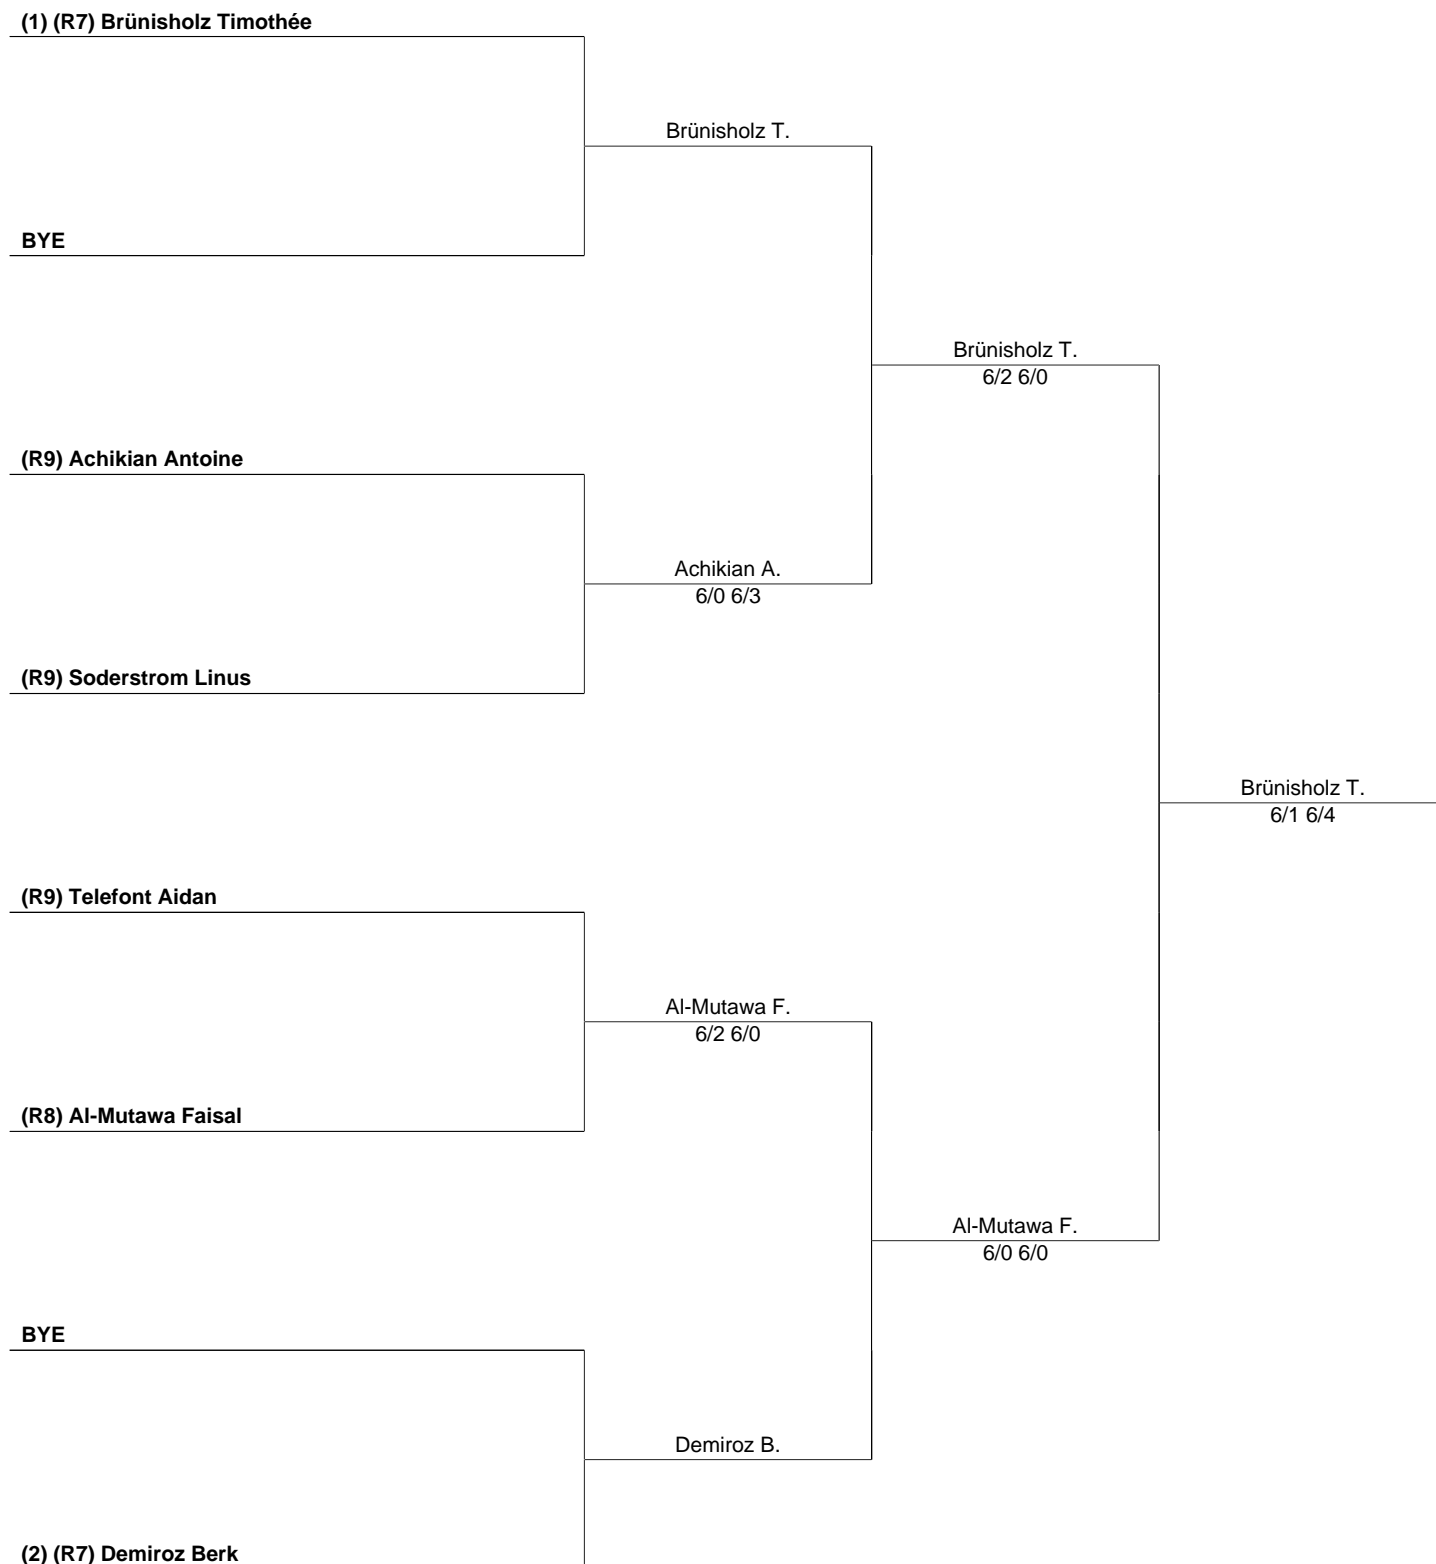 (1) (R7) Brünisholz Timothée
Brünisholz T.
BYE
Brünisholz T.
6/2 6/0
(R9) Achikian Antoine
Achikian A.
6/0 6/3
(R9) Soderstrom Linus
Brünisholz T.
6/1 6/4
(R9) Telefont Aidan
Al-Mutawa F.
6/2 6/0
(R8) Al-Mutawa Faisal
Al-Mutawa F.
6/0 6/0
BYE
Demiroz B.
(2) (R7) Demiroz Berk